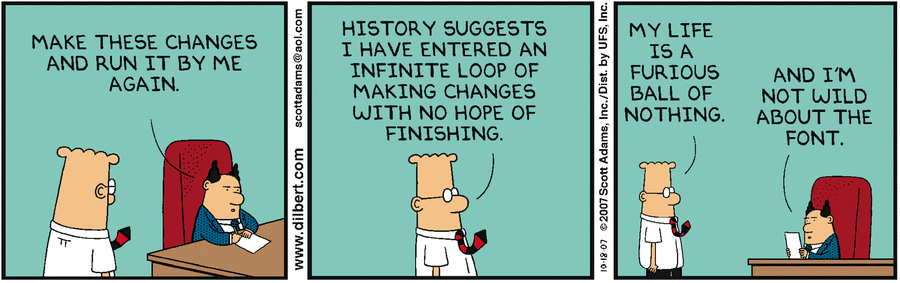 MAKE THESE CHANGES
AND RUN IT BY ME
AGAIN.
www.dilbert.com
scottadams@aol.com
HISTORY SUGGESTS
I HAVE ENTERED AN
INFINITE LOOP OF
MAKING CHANGES
WITH NO HOPE OF
FINISHING.
10-18-07 © 2007 Scott Adams, Inc./Dist. by UFS, Inc.
MY LIFE
IS A
FURIOUS
BALL OF
NOTHING.
AND I'M
NOT WILD
ABOUT THE
FONT.